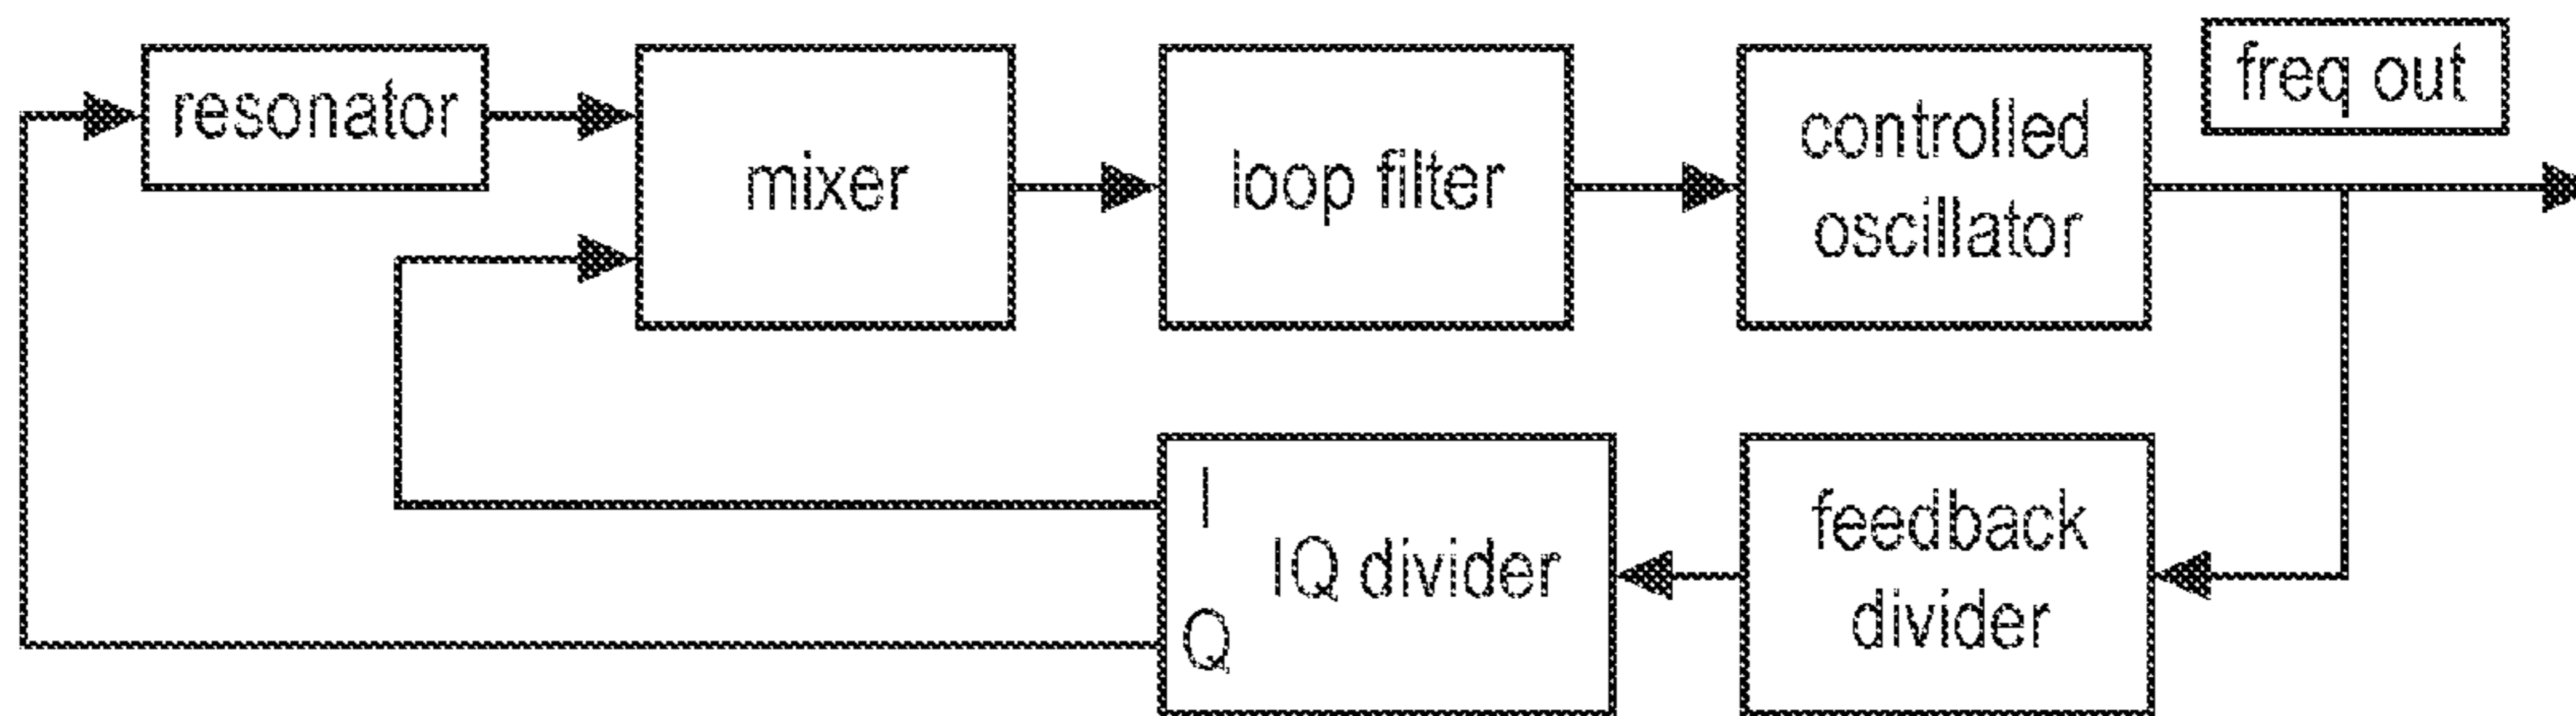 resonator
mixer
loop filter
controlled
oscillator
freq out
I
IQ divider
Q
feedback
divider